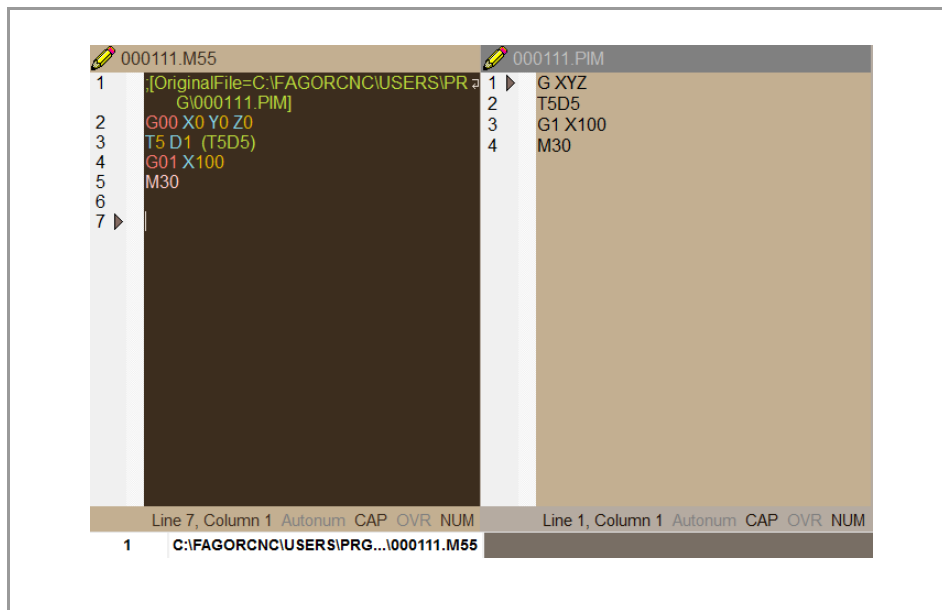 000111.M55
1 ;[OriginalFile=C:\FAGORCNC\USERS\PR
G\000111.PIM]
2 G00 X0 Y0 Z0
3 T5 D1 (T5D5)
4 G01 X100
5 M30
6
7
Line 7, Column 1 Autonum CAP OVR NUM
1 C:\FAGORCNC\USERS\PRG...\000111.M55
000111.PIM
1 G XYZ
2 T5D5
3 G1 X100
4 M30
Line 1, Column 1 Autonum CAP OVR NUM